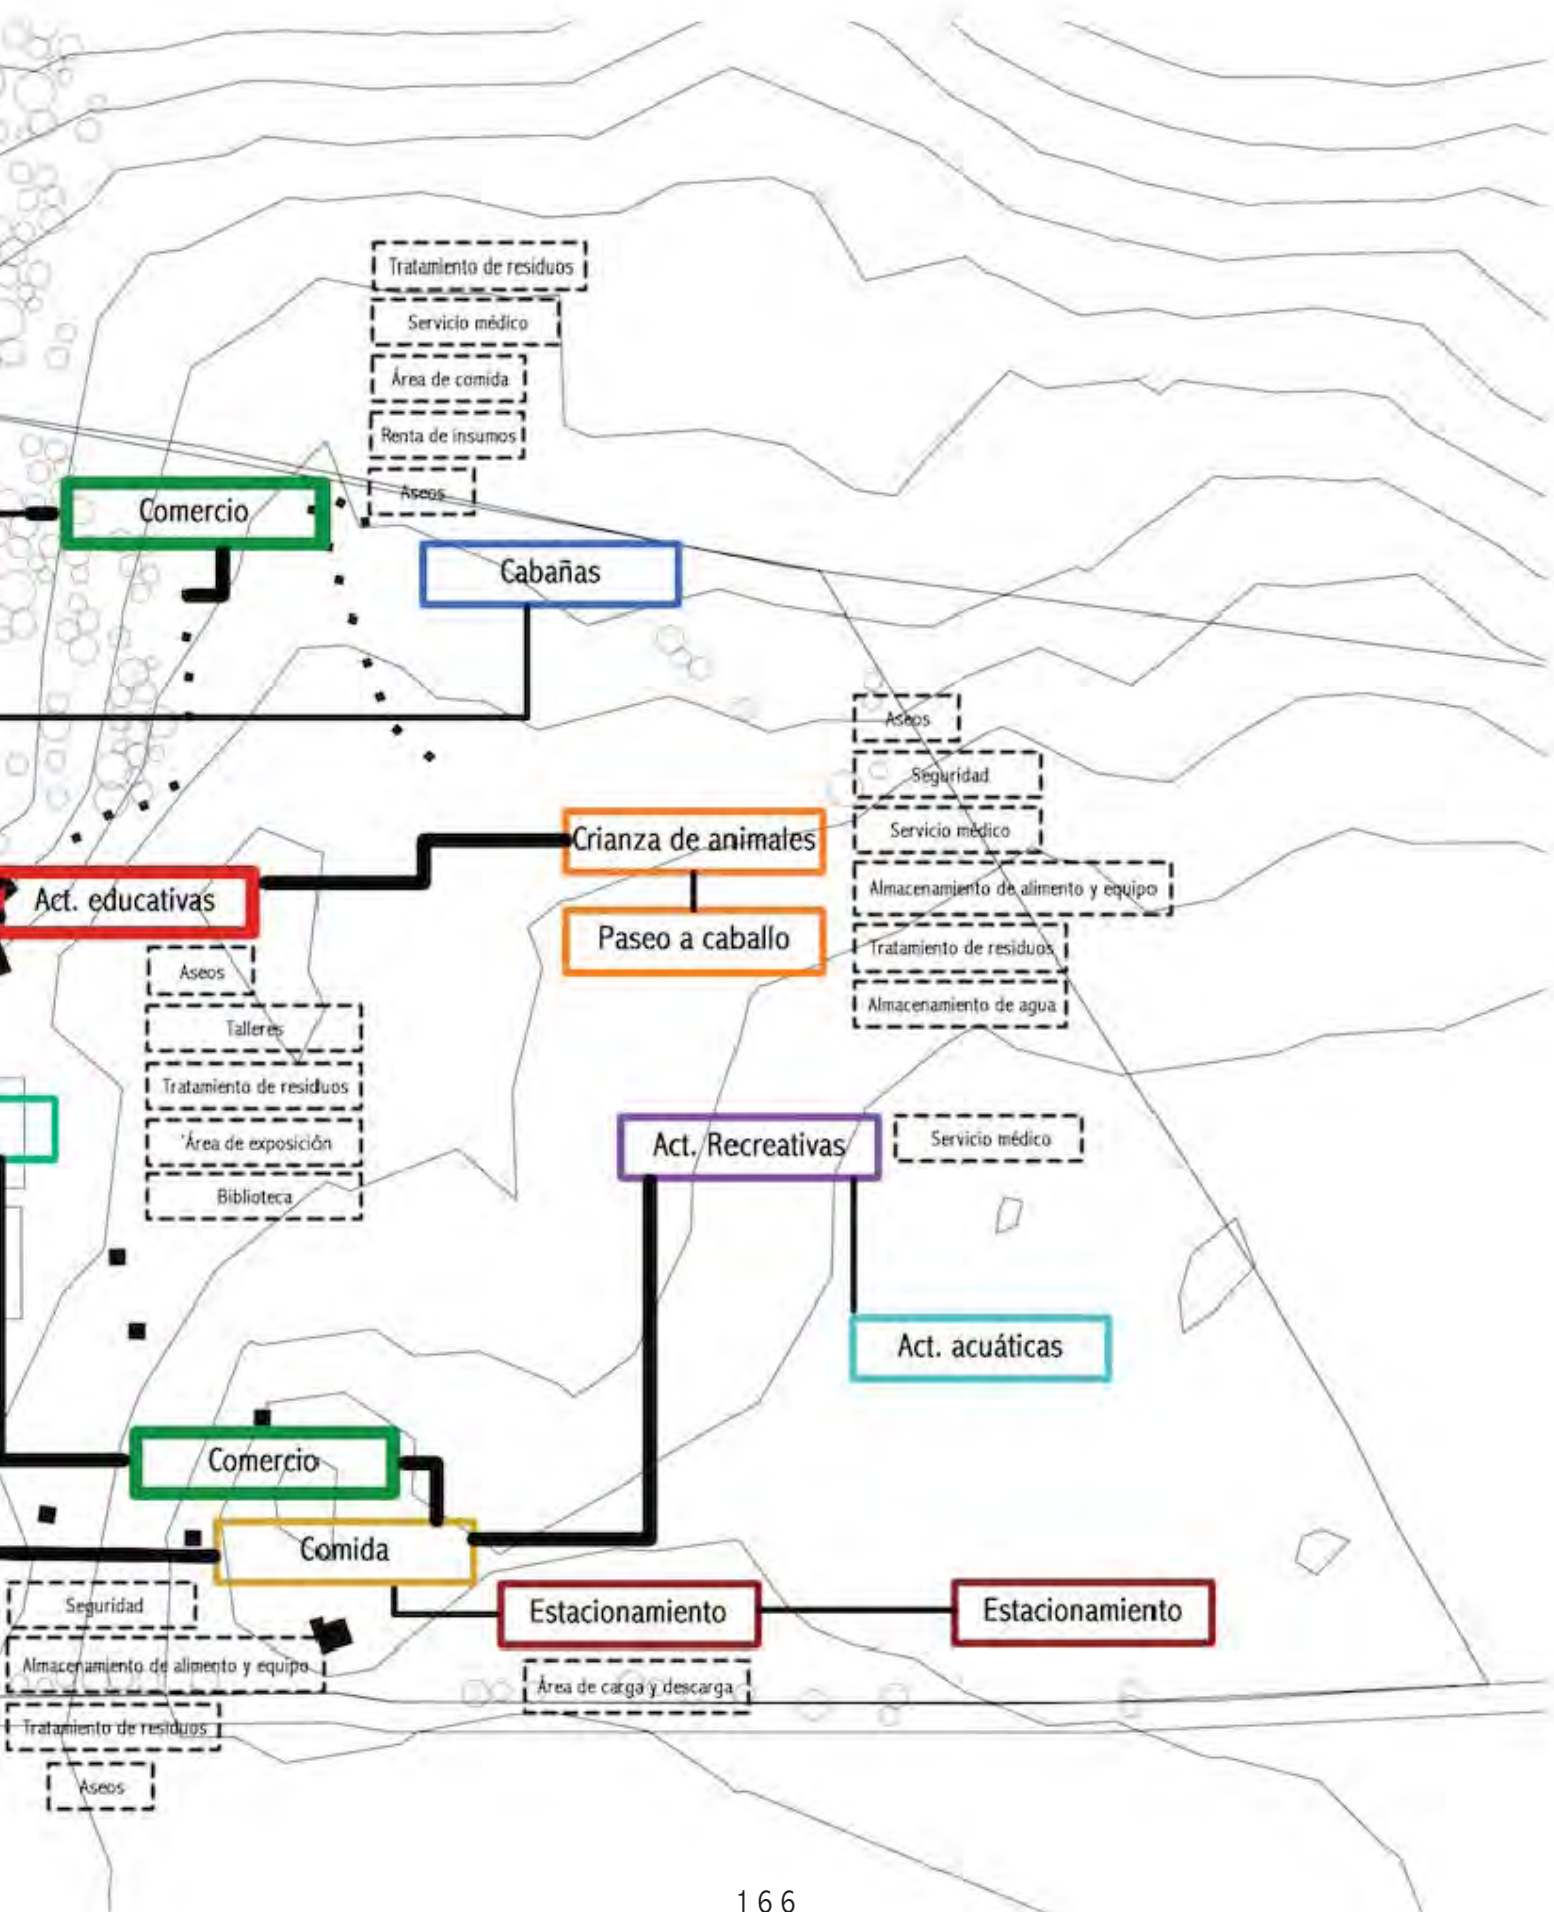 Tratamiento de residuos
Servicio médico
Área de comida
Renta de insumos
Aseos
Comercio
Cabañas
Aseos
Seguridad
Servicio médico
Almacenamiento de alimento y equipo
Tratamiento de residuos
Almacenamiento de agua
Crianza de animales
Paseo a caballo
Act. educativas
Aseos
Talleres
Tratamiento de residuos
Área de exposición
Biblioteca
Act. Recreativas
Servicio médico
Act. acuáticas
Comercio
Comida
Estacionamiento
Estacionamiento
Área de carga y descarga
Seguridad
Almacenamiento de alimento y equipo
Tratamiento de residuos
Aseos
166